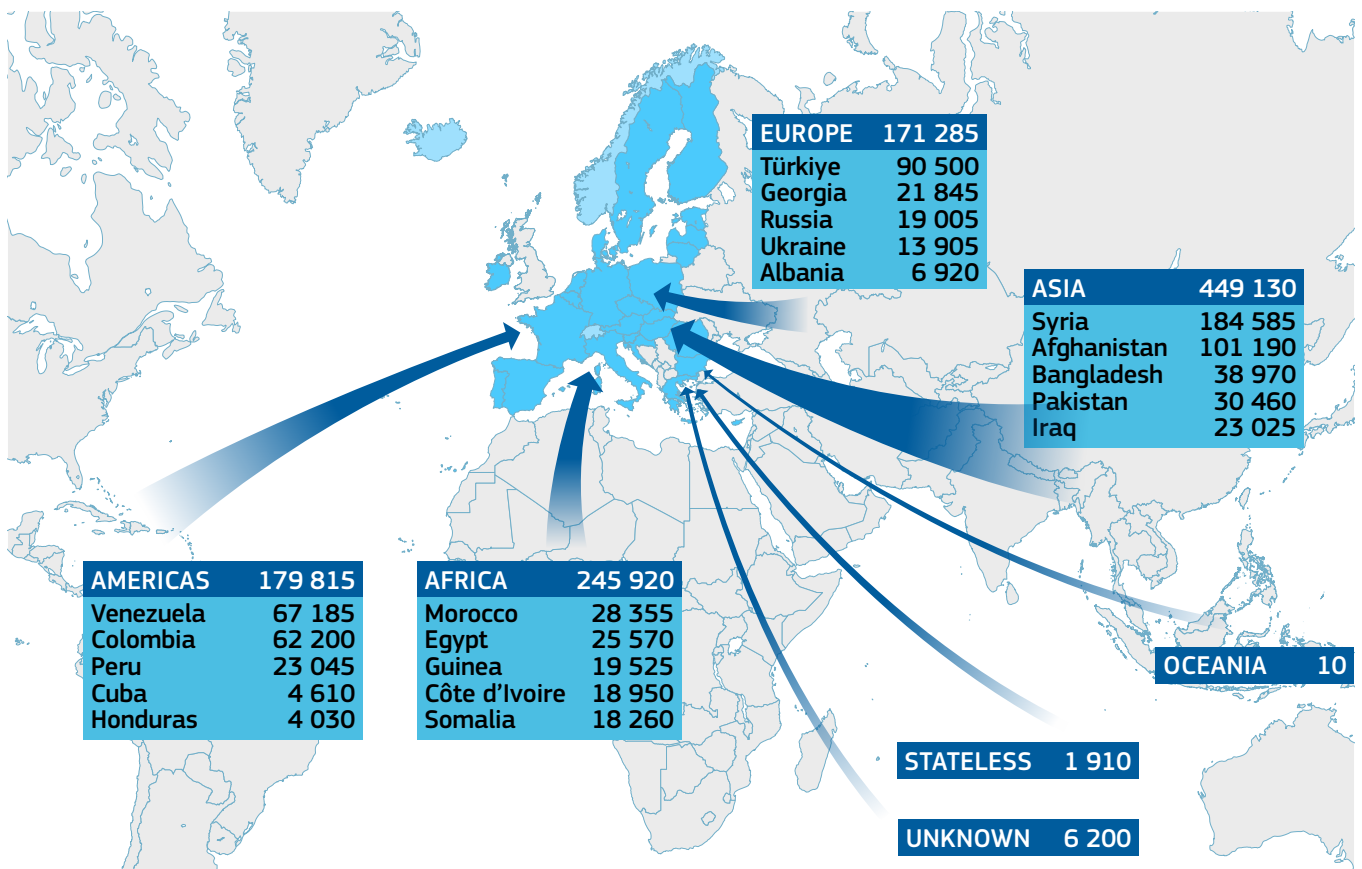 EUROPE 171 285
Türkiye 90 500
Georgia 21 845
Russia 19 005
Ukraine 13 905
Albania 6 920
ASIA 449 130
Syria 184 585
Afghanistan 101 190
Bangladesh 38 970
Pakistan 30 460
Iraq 23 025
AMERICAS 179 815
Venezuela 67 185
Colombia 62 200
Peru 23 045
Cuba 4 610
Honduras 4 030
AFRICA 245 920
Morocco 28 355
Egypt 25 570
Guinea 19 525
Côte d’Ivoire 18 950
Somalia 18 260
OCEANIA 10
STATELESS 1 910
UNKNOWN 6 200